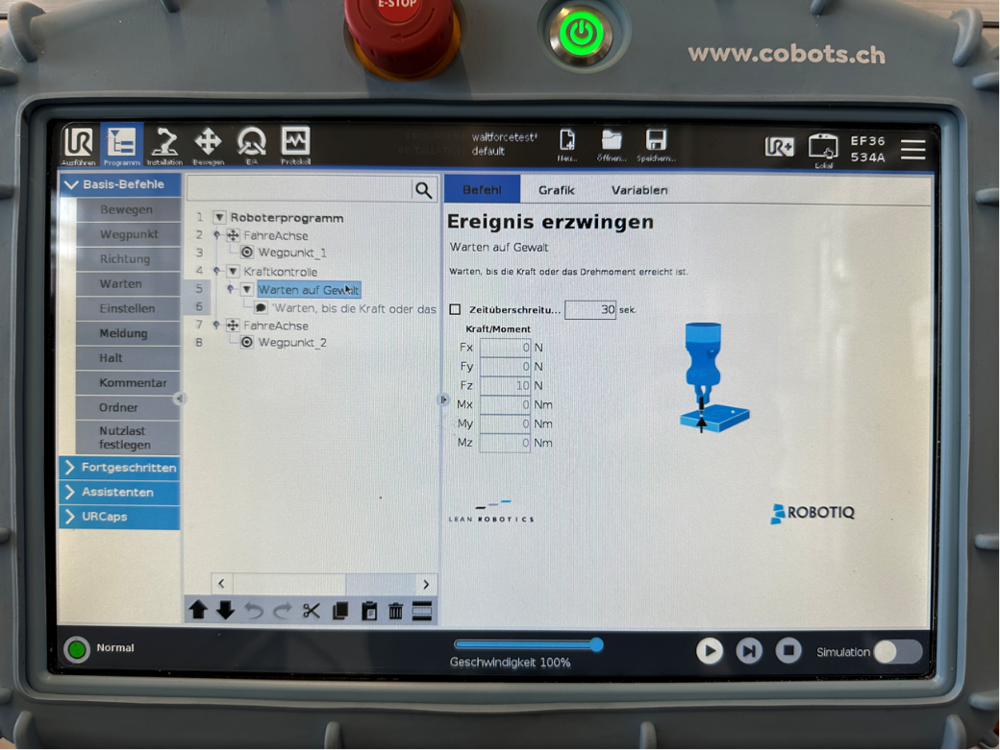 E-STOP
www.cobots.ch
UR
Ausführen
Programm
Installation
Bewegen
E/A
Protokoll
waitforcetest*
default
Neu...
Öffnen...
Speichern...
UR+
Lokal
EF36
534A
Basis-Befehle
Bewegen
Wegpunkt
Richtung
Warten
Einstellen
Meldung
Halt
Kommentar
Ordner
Nutzlast
festlegen
Fortgeschritten
Assistenten
URCaps
1 Roboterprogramm
2 FahreAchse
3 Wegpunkt_1
4 Kraftkontrolle
5 Warten auf Gewalt
6 'Warten, bis die Kraft oder das
7 FahreAchse
8 Wegpunkt_2
Befehl Grafik Variablen
Ereignis erzwingen
Warten auf Gewalt
Warten, bis die Kraft oder das Drehmoment erreicht ist.
Zeitüberschreitu... 30 sek.
Kraft/Moment
Fx 0 N
Fy 0 N
Fz 10 N
Mx 0 Nm
My 0 Nm
Mz 0 Nm
LEAN ROBOTICS
ROBOTIQ
Normal
Geschwindigkeit 100%
Simulation